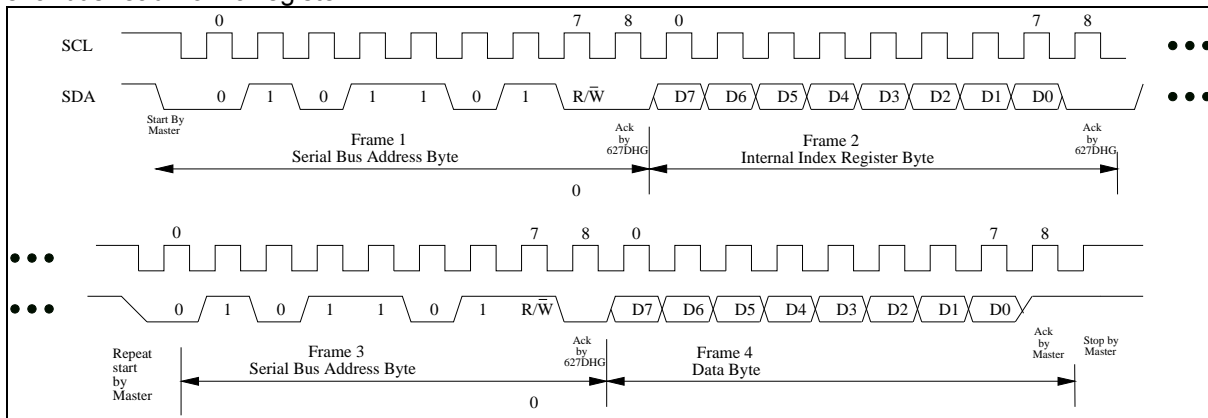 0 7 8 0 7 8
SCL
SDA 0 1 0 1 1 0 1 R/W̅ D7 D6 D5 D4 D3 D2 D1 D0
Start By
Master
Frame 1
Serial Bus Address Byte
Ack
by
627DHG
Frame 2
Internal Index Register Byte
Ack
by
627DHG
0
0 7 8 0 7 8
0 1 0 1 1 0 1 R/W̅ D7 D6 D5 D4 D3 D2 D1 D0
Repeat
start
by
Master
Frame 3
Serial Bus Address Byte
Ack
by
627DHG
Frame 4
Data Byte
Ack
by
Master
Stop by
Master
0